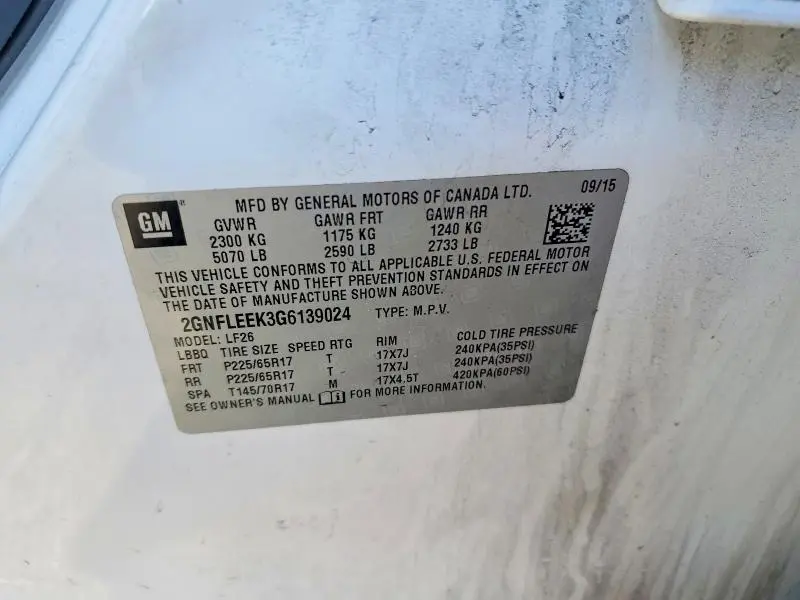 GM
MFD BY GENERAL MOTORS OF CANADA LTD. 09/15
GVWR GAWR FRT GAWR RR
2300 KG 1175 KG 1240 KG
5070 LB 2590 LB 2733 LB
THIS VEHICLE CONFORMS TO ALL APPLICABLE U.S. FEDERAL MOTOR
VEHICLE SAFETY AND THEFT PREVENTION STANDARDS IN EFFECT ON
THE DATE OF MANUFACTURE SHOWN ABOVE.
2GNFLEEK3G6139024 TYPE: M.P.V.
MODEL: LF26
LBBQ TIRE SIZE SPEED RTG RIM COLD TIRE PRESSURE
FRT P225/65R17 T 17X7J 240KPA(35PSI)
RR P225/65R17 T 17X7J 240KPA(35PSI)
SPA T145/70R17 M 17X4.5T 420KPA(60PSI)
SEE OWNER'S MANUAL FOR MORE INFORMATION.